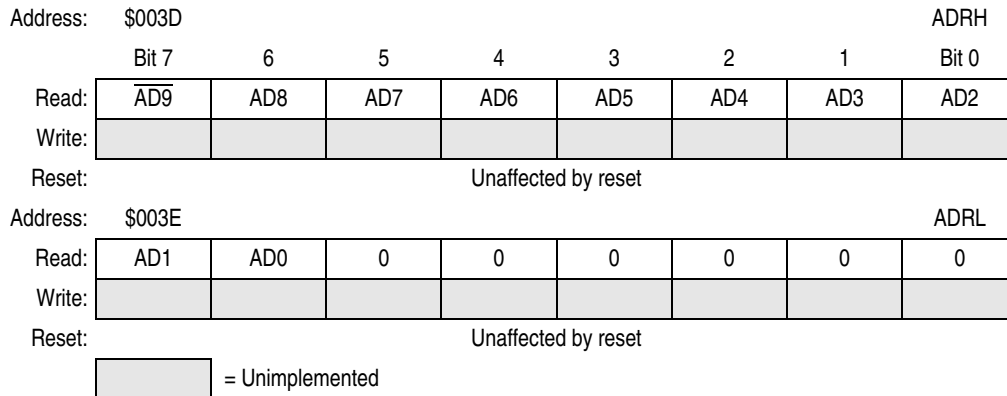 Address: $003D ADRH
Bit 7 6 5 4 3 2 1 Bit 0
Read: A̅D̅9̅ AD8 AD7 AD6 AD5 AD4 AD3 AD2
Write:
Reset: Unaffected by reset
Address: $003E ADRL
Read: AD1 AD0 0 0 0 0 0 0
Write:
Reset: Unaffected by reset
= Unimplemented